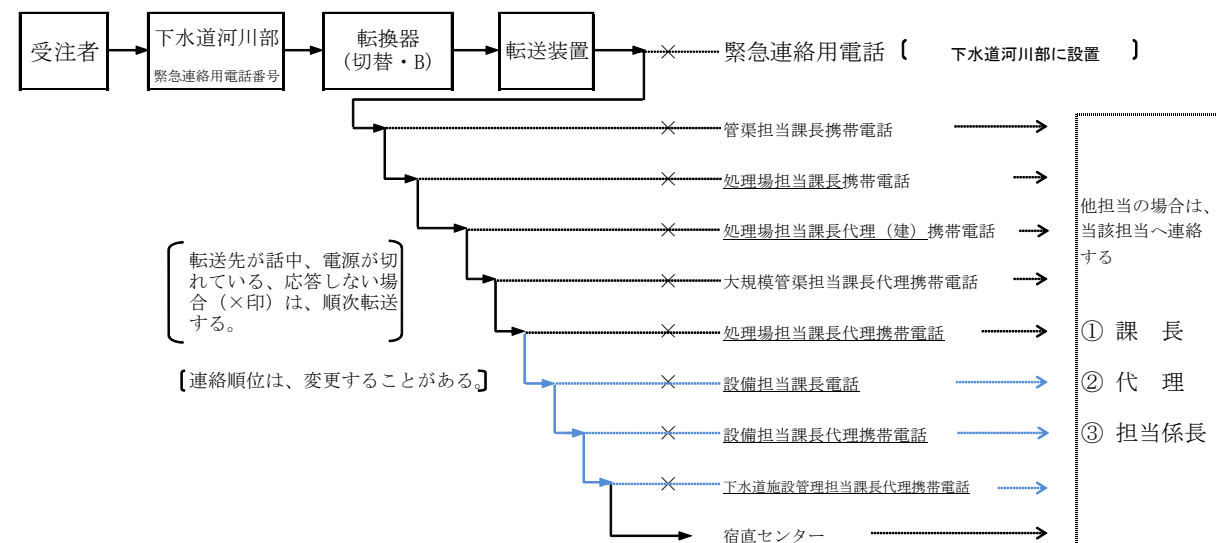 受注者
下水道河川部
緊急連絡用電話番号
転換器
(切替・B)
転送装置
緊急連絡用電話 〔 下水道河川部に設置 〕
管渠担当課長携帯電話
処理場担当課長携帯電話
処理場担当課長代理（建）携帯電話
大規模管渠担当課長代理携帯電話
処理場担当課長代理携帯電話
設備担当課長電話
設備担当課長代理携帯電話
下水道施設管理担当課長代理携帯電話
宿直センター
転送先が話中、電源が切
れている、応答しない場
合（×印）は、順次転送
する。
〔連絡順位は、変更することがある。〕
他担当の場合は、
当該担当へ連絡
する
① 課　長
② 代　理
③ 担当係長